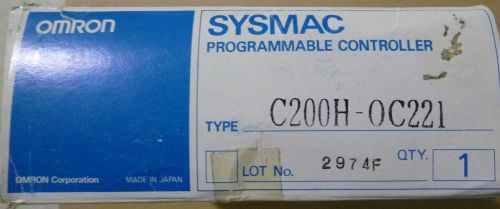 OMRON
SYSMAC
PROGRAMMABLE CONTROLLER
TYPE C200H-OC221
LOT No. 2974F QTY. 1
OMRON Corporation MADE IN JAPAN